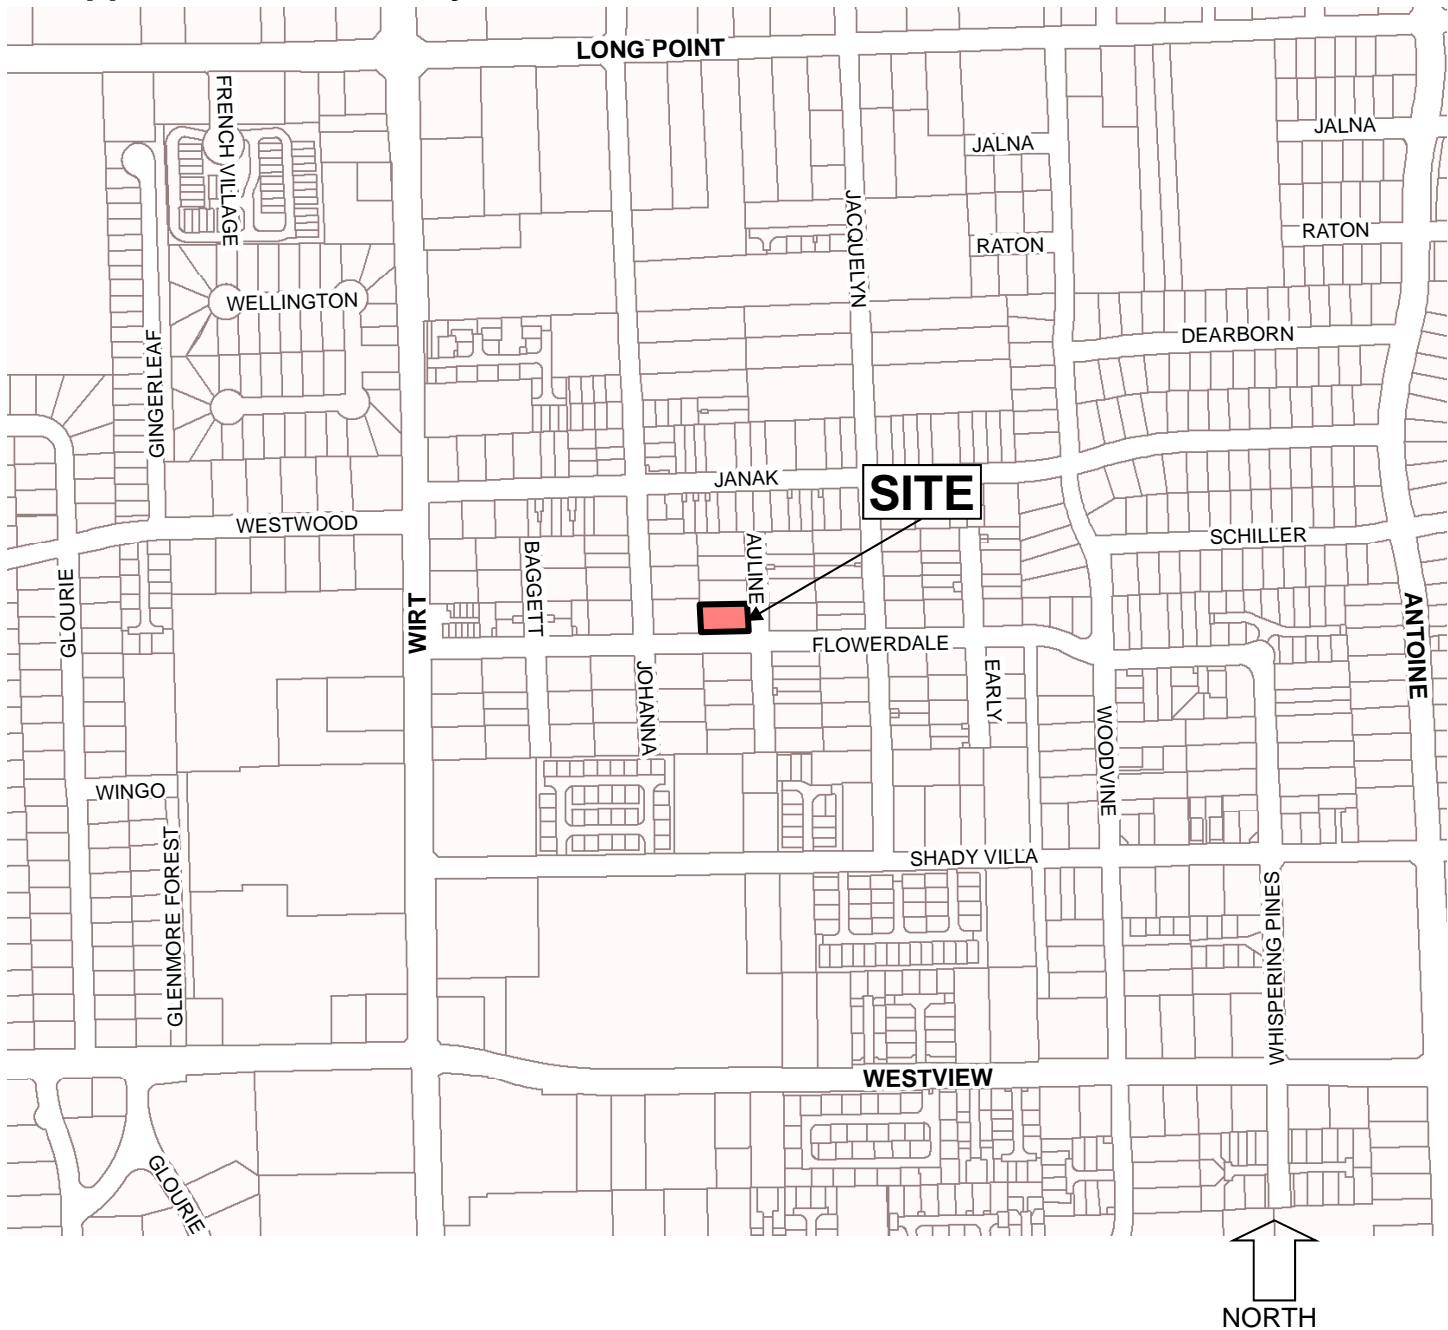 LONG POINT
FRENCH VILLAGE
JALNA
JALNA
JACQUELYN
RATON
RATON
WELLINGTON
GINGERLEAF
DEARBORN
JANAK
SITE
WESTWOOD
SCHILLER
BAGGETT
AULINE
GLOURIE
WIRT
ANTOINE
FLOWERDALE
JOHANNA
EARLY
WOODVINE
WINGO
GLENMORE FOREST
SHADY VILLA
WHISPERING PINES
WESTVIEW
GLOURIE
NORTH